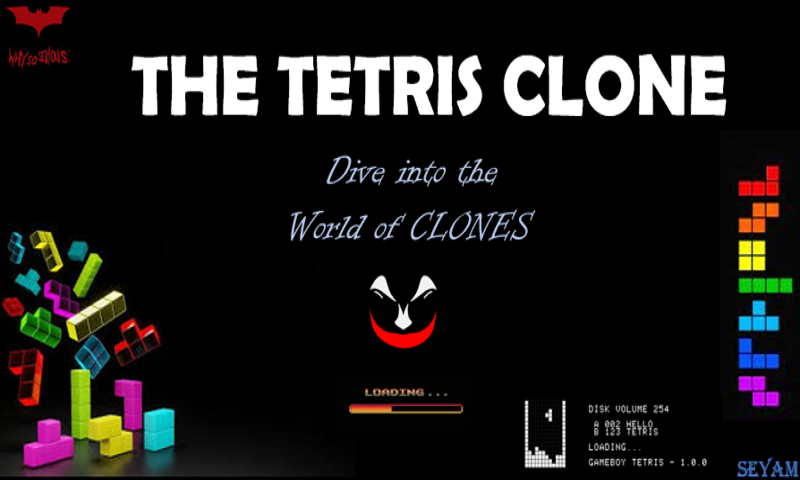 WHY SO SERIOUS
THE TETRIS CLONE
Dive into the
World of CLONES
LOADING...
DISK VOLUME 254
A 002 HELLO
B 123 TETRIS
LOADING...
GAMEBOY TETRIS - 1.0.0
SEYAM